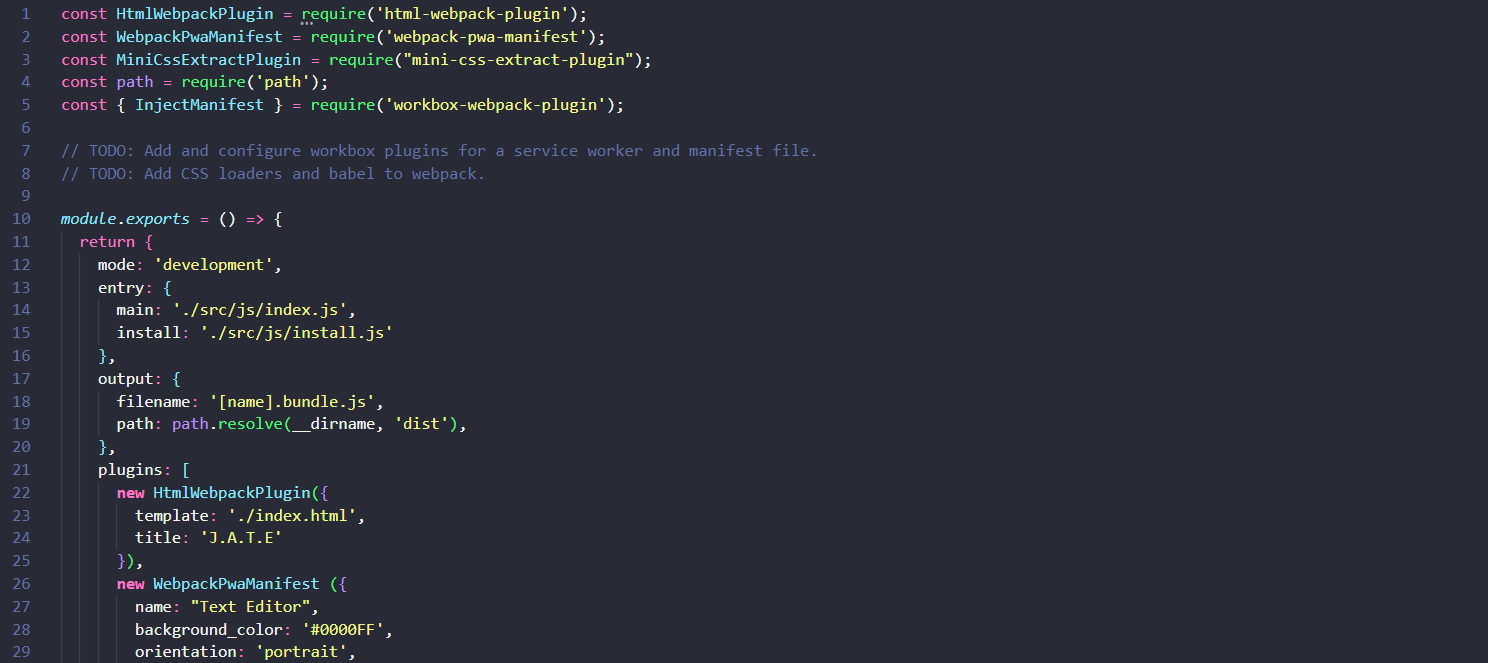 1 const HtmlWebpackPlugin = require('html-webpack-plugin');
2 const WebpackPwaManifest = require('webpack-pwa-manifest');
3 const MiniCssExtractPlugin = require("mini-css-extract-plugin");
4 const path = require('path');
5 const { InjectManifest } = require('workbox-webpack-plugin');
6
7 // TODO: Add and configure workbox plugins for a service worker and manifest file.
8 // TODO: Add CSS loaders and babel to webpack.
9
10 module.exports = () => {
11   return {
12     mode: 'development',
13     entry: {
14       main: './src/js/index.js',
15       install: './src/js/install.js'
16     },
17     output: {
18       filename: '[name].bundle.js',
19       path: path.resolve(__dirname, 'dist'),
20     },
21     plugins: [
22       new HtmlWebpackPlugin({
23         template: './index.html',
24         title: 'J.A.T.E'
25       }),
26       new WebpackPwaManifest ({
27         name: "Text Editor",
28         background_color: '#0000FF',
29         orientation: 'portrait',